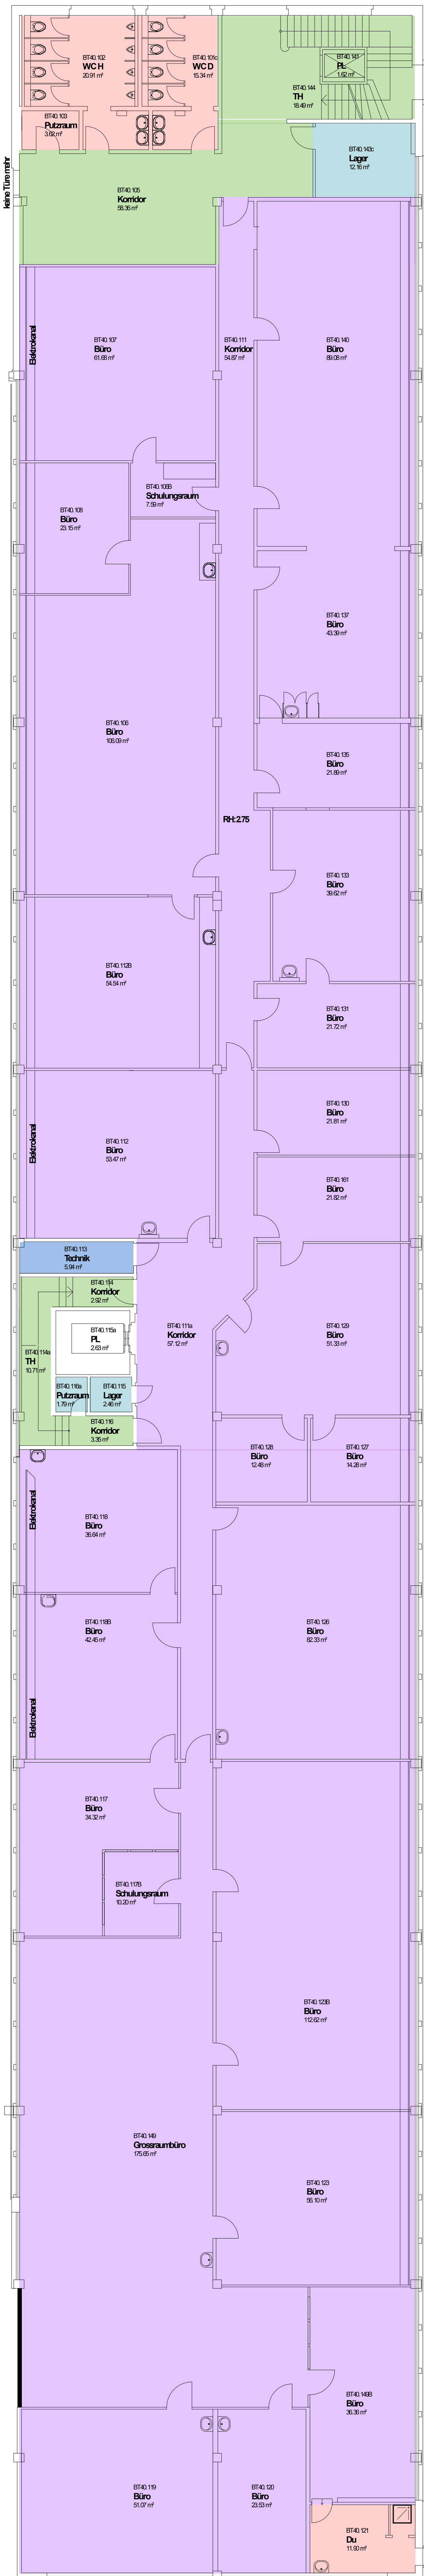 BT40.102
WC H
20.91 m²
BT40.101c
WC D
15.34 m²
BT40.141
PL
1.62 m²
BT40.144
TH
18.49 m²
BT40.103
Putzraum
3.62 m²
BT40.143c
Lager
12.16 m²
keine Türe mehr
BT40.105
Korridor
58.36 m²
Elektrokanal
BT40.107
Büro
61.68 m²
BT40.111
Korridor
54.87 m²
BT40.140
Büro
89.08 m²
BT40.108B
Schulungsraum
7.59 m²
BT40.108
Büro
23.15 m²
BT40.137
Büro
43.39 m²
BT40.106
Büro
106.09 m²
BT40.135
Büro
21.89 m²
RH: 2.75
BT40.133
Büro
39.62 m²
BT40.112B
Büro
54.54 m²
BT40.131
Büro
21.72 m²
BT40.130
Büro
21.81 m²
Elektrokanal
BT40.112
Büro
53.47 m²
BT40.161
Büro
21.82 m²
BT40.113
Technik
5.94 m²
BT40.114
Korridor
2.92 m²
BT40.115a
PL
2.63 m²
BT40.111a
Korridor
57.12 m²
BT40.129
Büro
51.33 m²
BT40.114a
TH
10.71 m²
BT40.116a
Putzraum
1.79 m²
BT40.115
Lager
2.46 m²
BT40.116
Korridor
3.35 m²
BT40.128
Büro
12.48 m²
BT40.127
Büro
14.28 m²
Elektrokanal
BT40.118
Büro
36.64 m²
BT40.118B
Büro
42.45 m²
BT40.126
Büro
82.33 m²
Elektrokanal
BT40.117
Büro
34.32 m²
BT40.117B
Schulungsraum
10.20 m²
BT40.123B
Büro
112.62 m²
BT40.149
Grossraumbüro
175.65 m²
BT40.123
Büro
56.10 m²
BT40.149B
Büro
36.36 m²
BT40.119
Büro
51.07 m²
BT40.120
Büro
23.53 m²
BT40.121
Du
11.90 m²